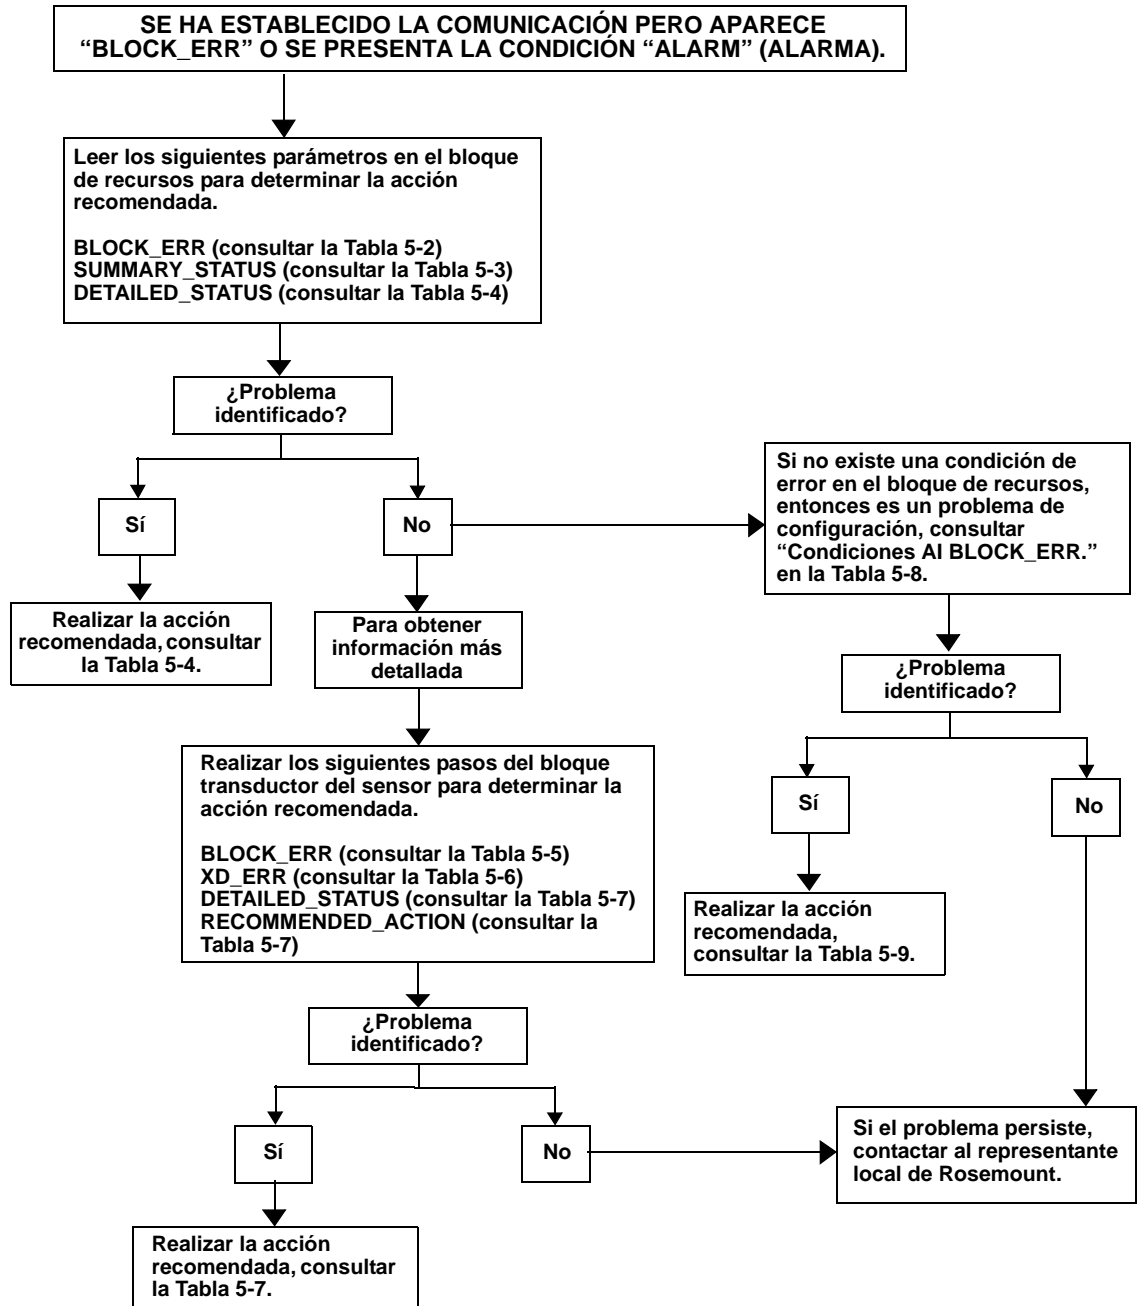 SE HA ESTABLECIDO LA COMUNICACIÓN PERO APARECE
“BLOCK_ERR” O SE PRESENTA LA CONDICIÓN “ALARM” (ALARMA).
Leer los siguientes parámetros en el bloque
de recursos para determinar la acción
recomendada.
BLOCK_ERR (consultar la Tabla 5-2)
SUMMARY_STATUS (consultar la Tabla 5-3)
DETAILED_STATUS (consultar la Tabla 5-4)
¿Problema
identificado?
Sí
No
Si no existe una condición de
error en el bloque de recursos,
entonces es un problema de
configuración, consultar
“Condiciones AI BLOCK_ERR.”
en la Tabla 5-8.
Realizar la acción
recomendada, consultar
la Tabla 5-4.
Para obtener
información más
detallada
¿Problema
identificado?
Realizar los siguientes pasos del bloque
transductor del sensor para determinar la
acción recomendada.
BLOCK_ERR (consultar la Tabla 5-5)
XD_ERR (consultar la Tabla 5-6)
DETAILED_STATUS (consultar la Tabla 5-7)
RECOMMENDED_ACTION (consultar la
Tabla 5-7)
Sí
No
Realizar la acción
recomendada,
consultar la Tabla 5-9.
¿Problema
identificado?
Sí
No
Si el problema persiste,
contactar al representante
local de Rosemount.
Realizar la acción
recomendada, consultar
la Tabla 5-7.